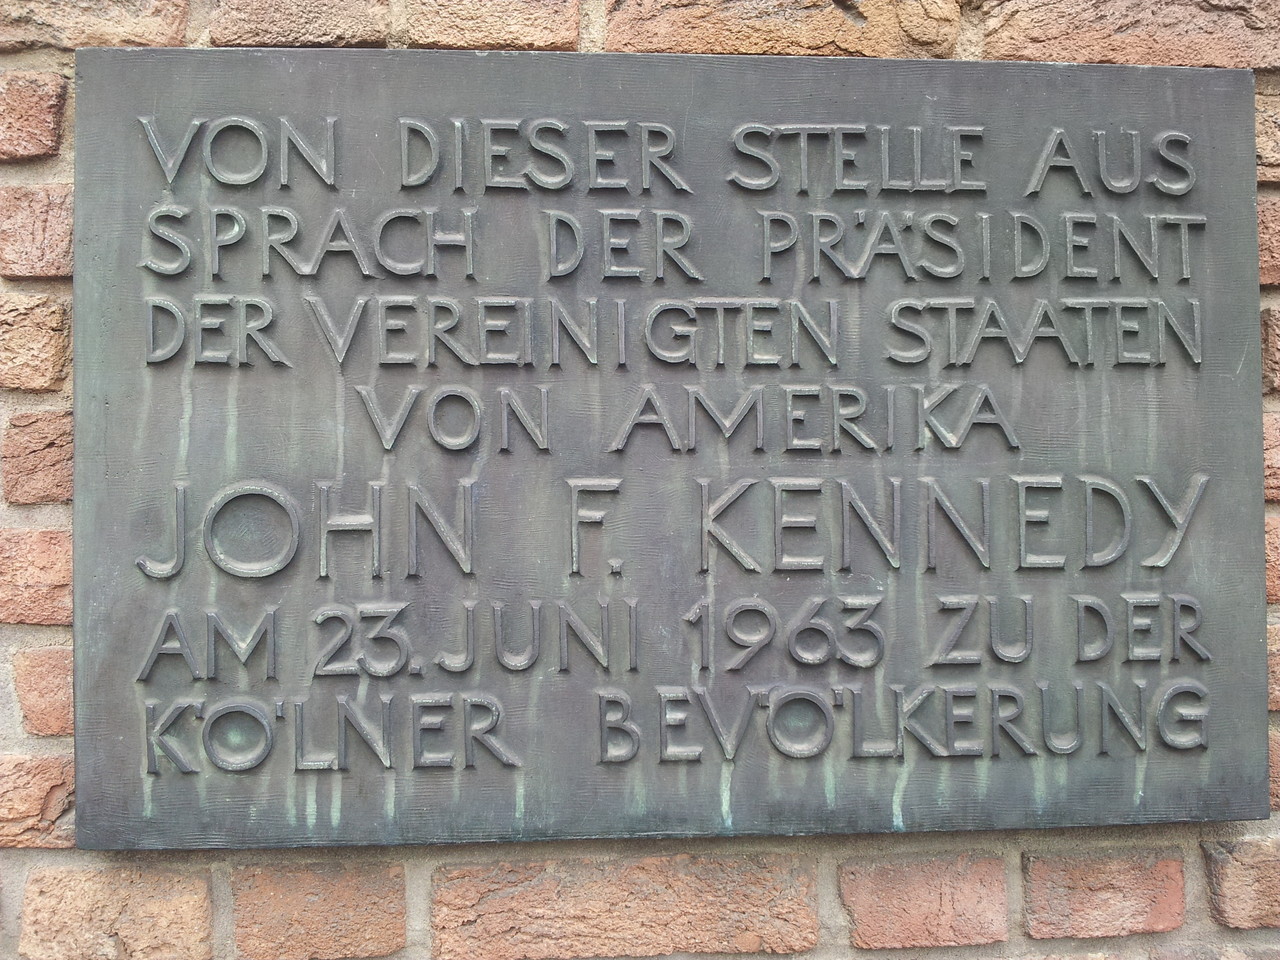 VON DIESER STELLE AUS
SPRACH DER PRÄSIDENT
DER VEREINIGTEN STAATEN
VON AMERIKA
JOHN F. KENNEDY
AM 23. JUNI 1963 ZU DER
KÖLNER BEVÖLKERUNG